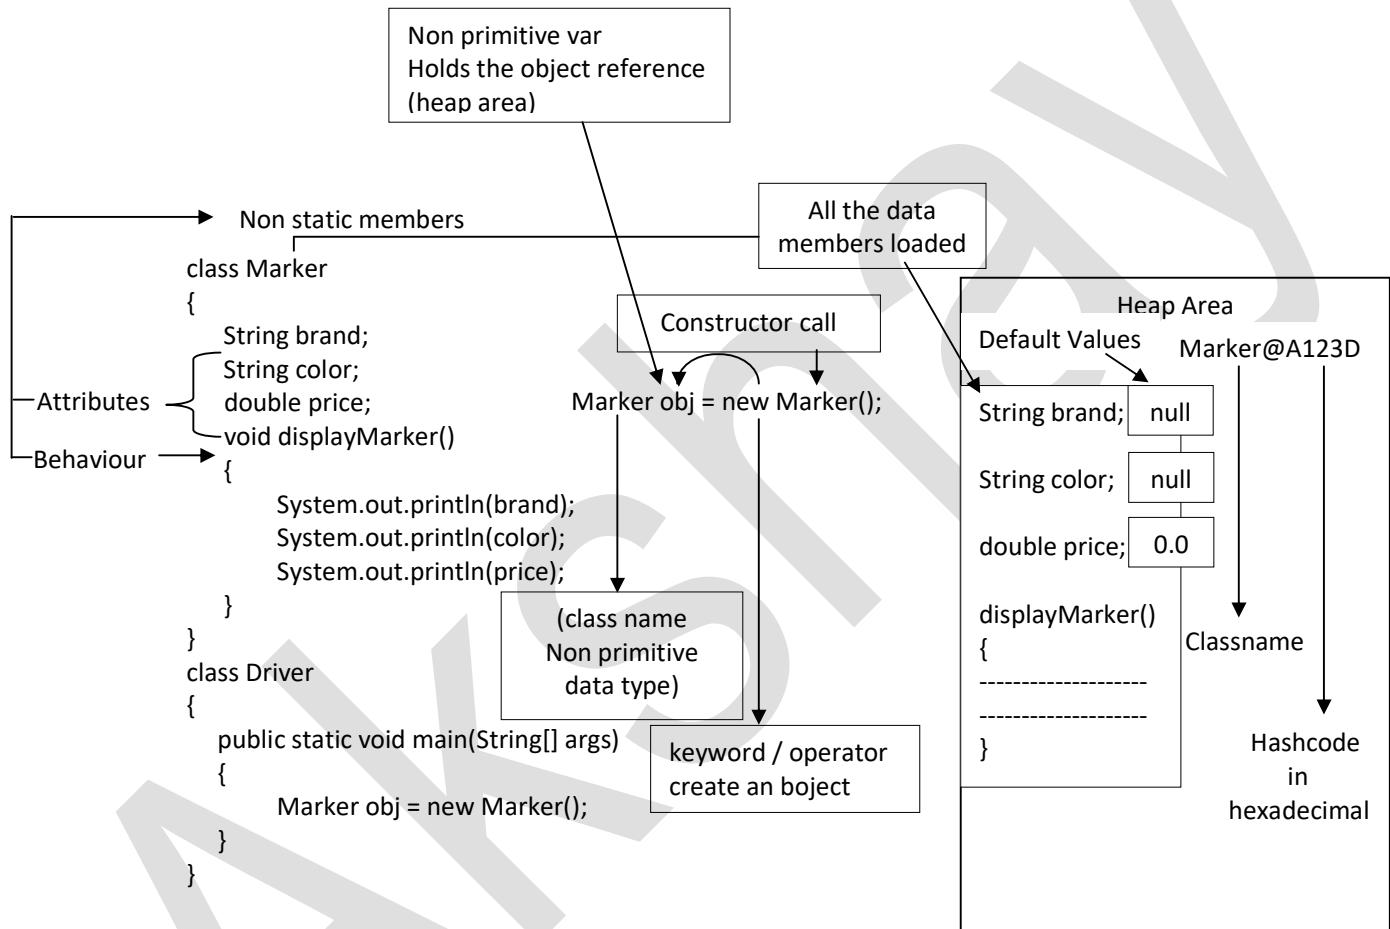 Non primitive var
Holds the object reference
(heap area)
Non static members
class Marker
{
String brand;
String color;
double price;
void displayMarker()
{
System.out.println(brand);
System.out.println(color);
System.out.println(price);
}
}
class Driver
{
public static void main(String[] args)
{
Marker obj = new Marker();
}
}
Attributes
Behaviour
All the data
members loaded
Constructor call
Marker obj = new Marker();
(class name
Non primitive
data type)
keyword / operator
create an boject
Heap Area
Default Values
Marker@A123D
String brand; null
String color; null
double price; 0.0
displayMarker()
{
--------------------
--------------------
}
Classname
Hashcode
in
hexadecimal
Akshay